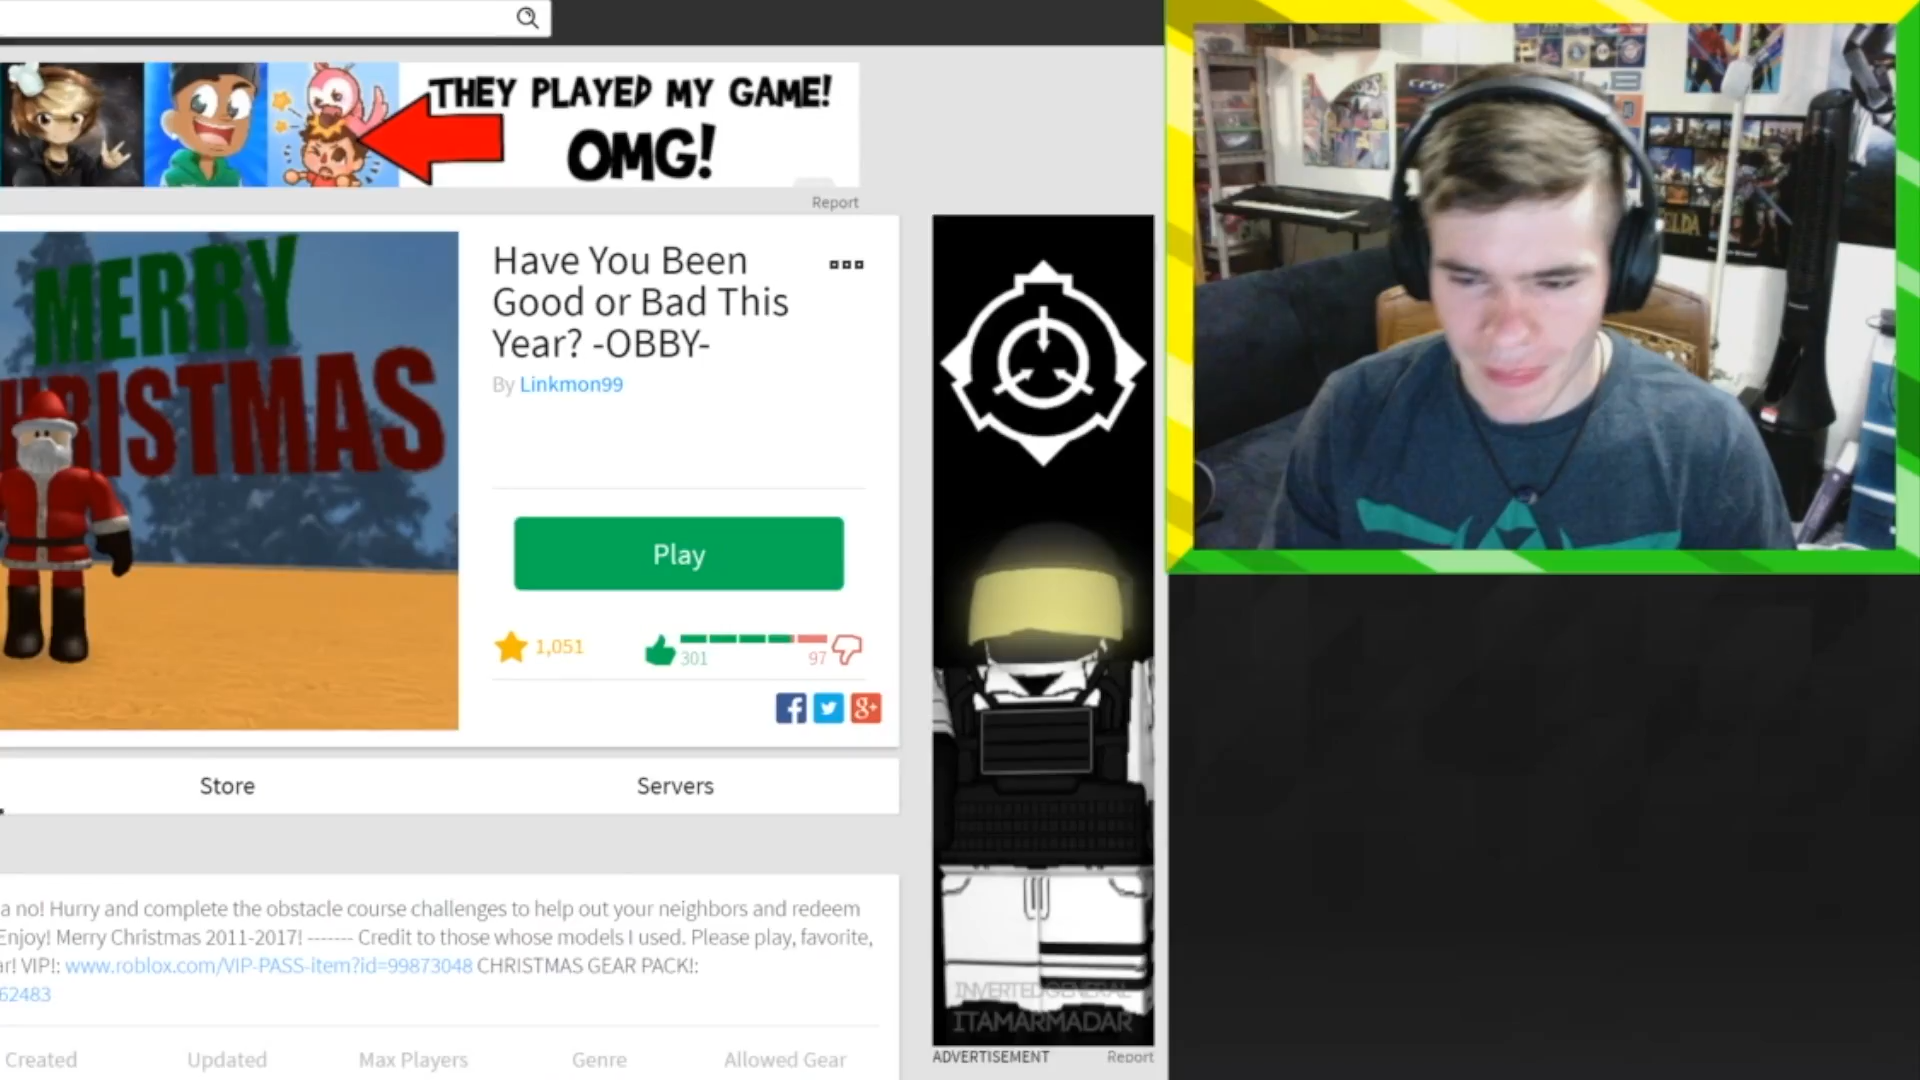 THEY PLAYED MY GAME!
OMG!
Report
MERRY
CHRISTMAS
Have You Been
Good or Bad This
Year? -OBBY-
By Linkmon99
Play
1,051
301
97
Store
Servers
a no! Hurry and complete the obstacle course challenges to help out your neighbors and redeem
Enjoy! Merry Christmas 2011-2017! ------- Credit to those whose models I used. Please play, favorite,
ar! VIP!: www.roblox.com/VIP-PASS-item?id=99873048 CHRISTMAS GEAR PACK!:
62483
Created
Updated
Max Players
Genre
Allowed Gear
INVERTEDGENERAL
ITAMARMADAR
ADVERTISEMENT
Report
ZELDA